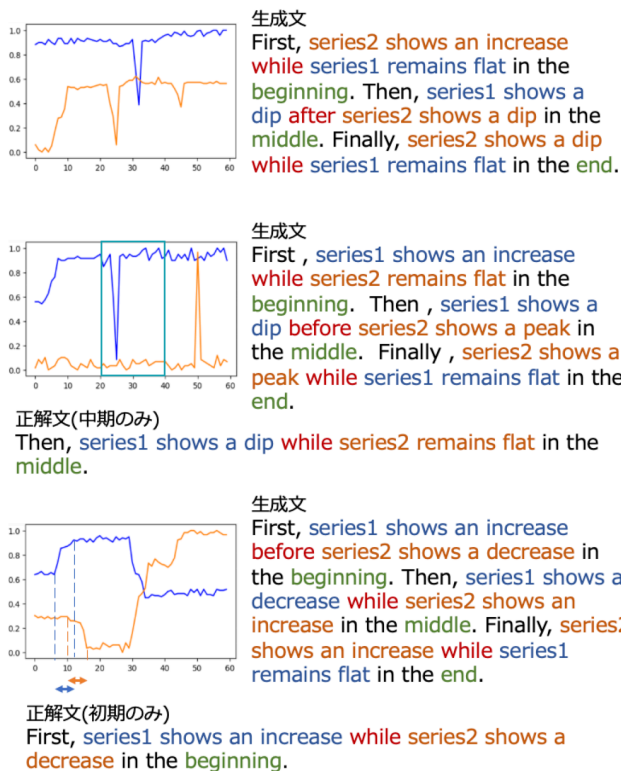 生成文
First, series2 shows an increase
while series1 remains flat in the
beginning. Then, series1 shows a
dip after series2 shows a dip in the
middle. Finally, series2 shows a dip
while series1 remains flat in the end.
1.0
0.8
0.6
0.4
0.2
0.0
0 10 20 30 40 50 60
生成文
First , series1 shows an increase
while series2 remains flat in the
beginning. Then , series1 shows a
dip before series2 shows a peak in
the middle. Finally , series2 shows a
peak while series1 remains flat in the
end.
1.0
0.8
0.6
0.4
0.2
0.0
0 10 20 30 40 50 60
正解文(中期のみ)
Then, series1 shows a dip while series2 remains flat in the
middle.
生成文
First, series1 shows an increase
before series2 shows a decrease in
the beginning. Then, series1 shows a
decrease while series2 shows an
increase in the middle. Finally, series2
shows an increase while series1
remains flat in the end.
1.0
0.8
0.6
0.4
0.2
0.0
0 10 20 30 40 50 60
正解文(初期のみ)
First, series1 shows an increase while series2 shows a
decrease in the beginning.